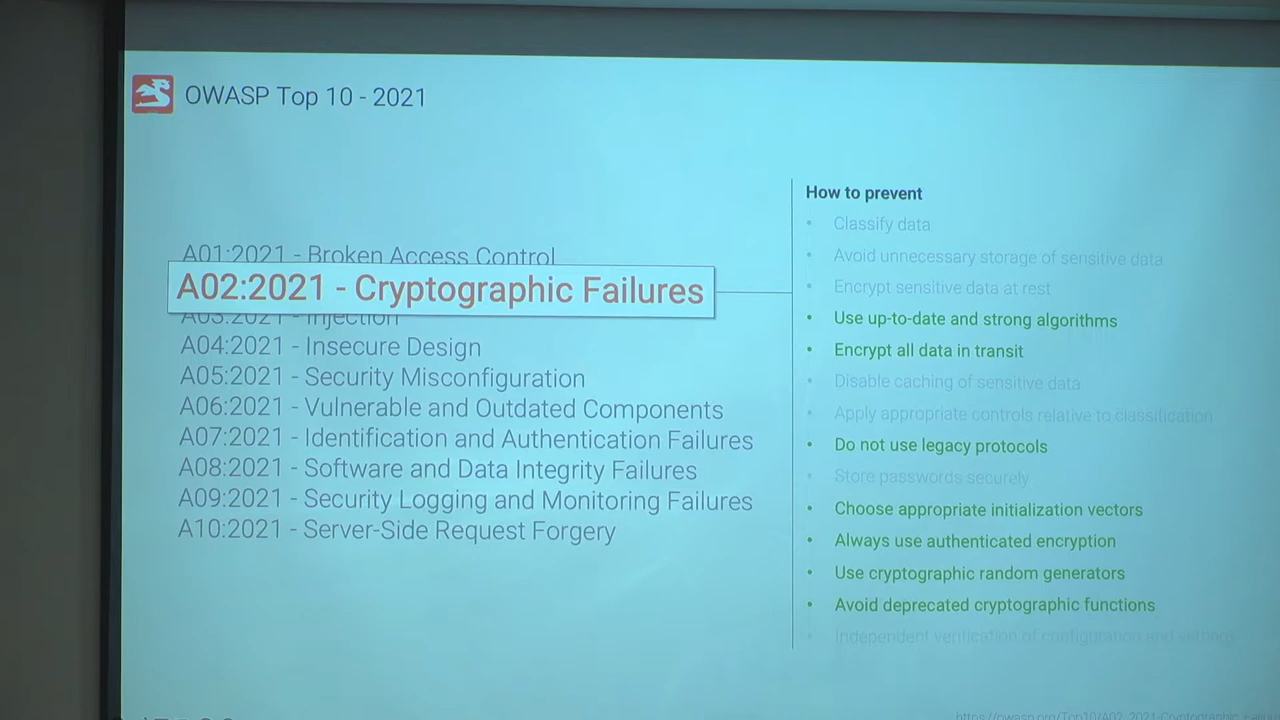 OWASP Top 10 - 2021
A01:2021 - Broken Access Control
A02:2021 - Cryptographic Failures
A03:2021 - Injection
A04:2021 - Insecure Design
A05:2021 - Security Misconfiguration
A06:2021 - Vulnerable and Outdated Components
A07:2021 - Identification and Authentication Failures
A08:2021 - Software and Data Integrity Failures
A09:2021 - Security Logging and Monitoring Failures
A10:2021 - Server-Side Request Forgery
How to prevent
• Classify data
• Avoid unnecessary storage of sensitive data
• Encrypt sensitive data at rest
• Use up-to-date and strong algorithms
• Encrypt all data in transit
• Disable caching of sensitive data
• Apply appropriate controls relative to classification
• Do not use legacy protocols
• Store passwords securely
• Choose appropriate initialization vectors
• Always use authenticated encryption
• Use cryptographic random generators
• Avoid deprecated cryptographic functions
• Independent verification of configuration and settings